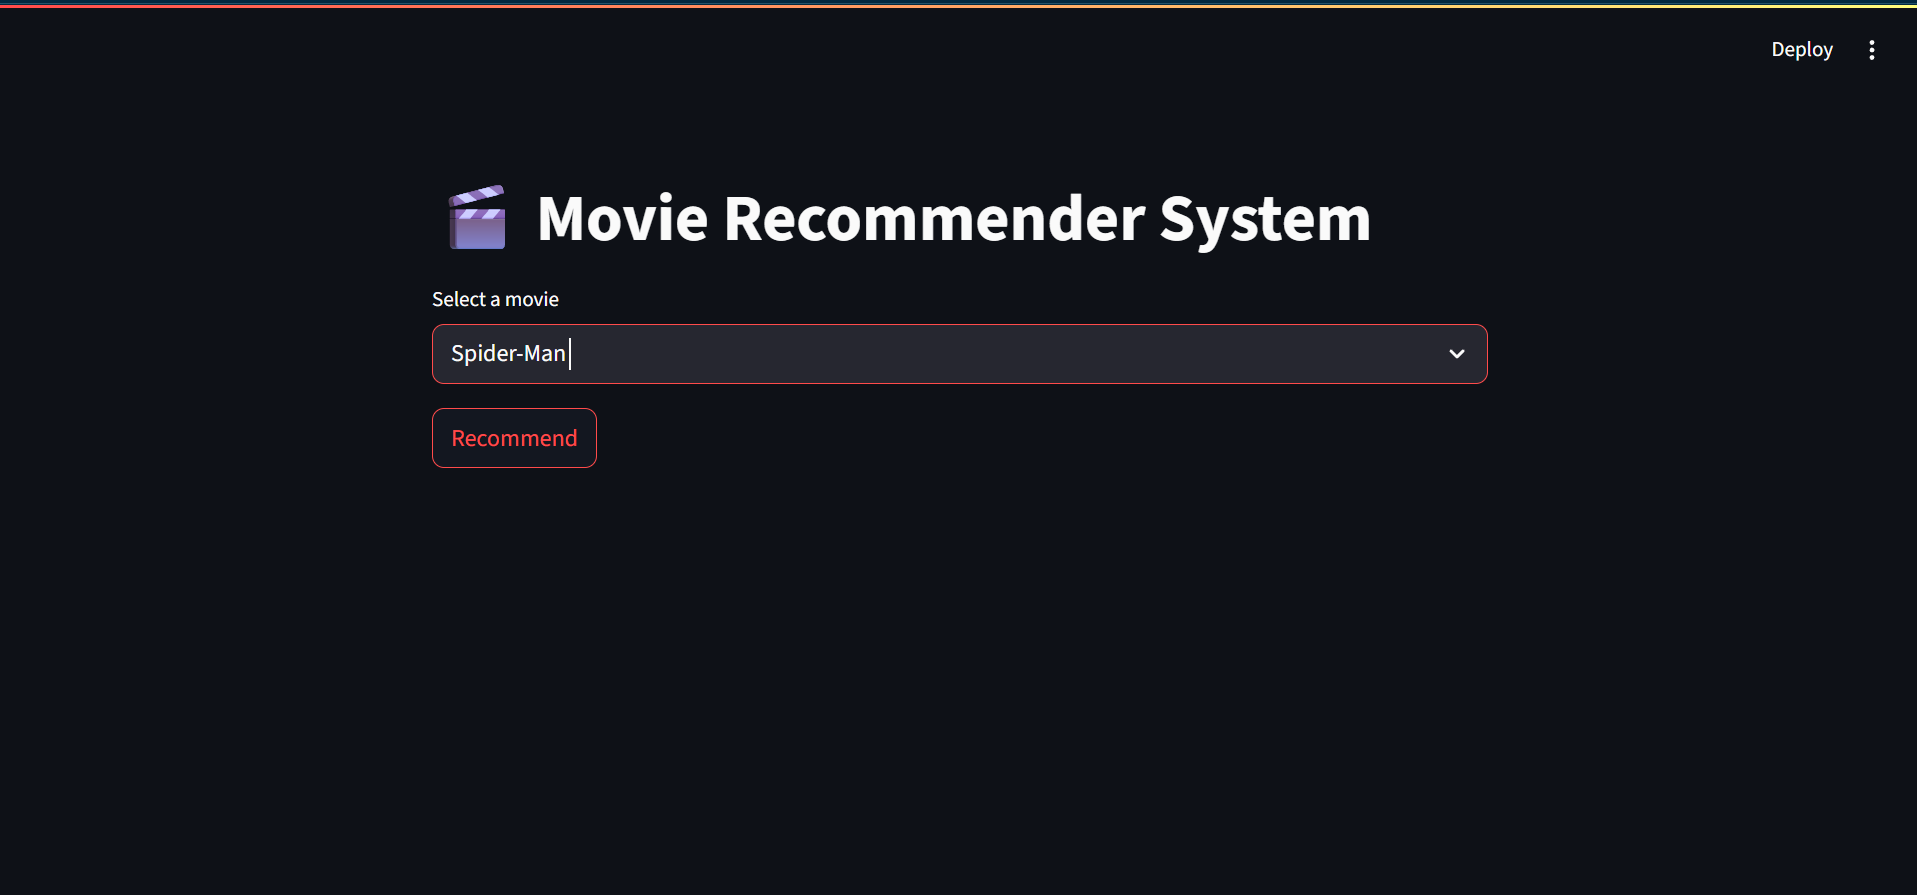 Deploy
Movie Recommender System
Select a movie
Spider-Man
Recommend